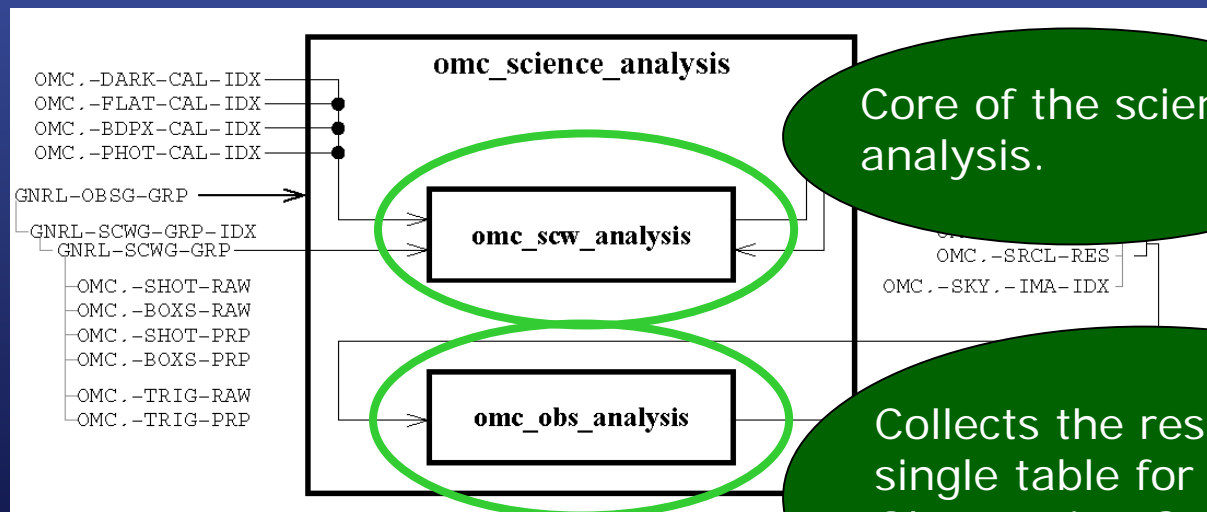 omc_science_analysis
OMC.-DARK-CAL-IDX
OMC.-FLAT-CAL-IDX
OMC.-BDPX-CAL-IDX
OMC.-PHOT-CAL-IDX
GNRL-OBSG-GRP
GNRL-SCWG-GRP-IDX
GNRL-SCWG-GRP
OMC.-SHOT-RAW
OMC.-BOXS-RAW
OMC.-SHOT-PRP
OMC.-BOXS-PRP
OMC.-TRIG-RAW
OMC.-TRIG-PRP
omc_scw_analysis
omc_obs_analysis
Core of the scien
analysis.
OMC.-SRCL-RES
OMC.-SKY.-IMA-IDX
Collects the res
single table for